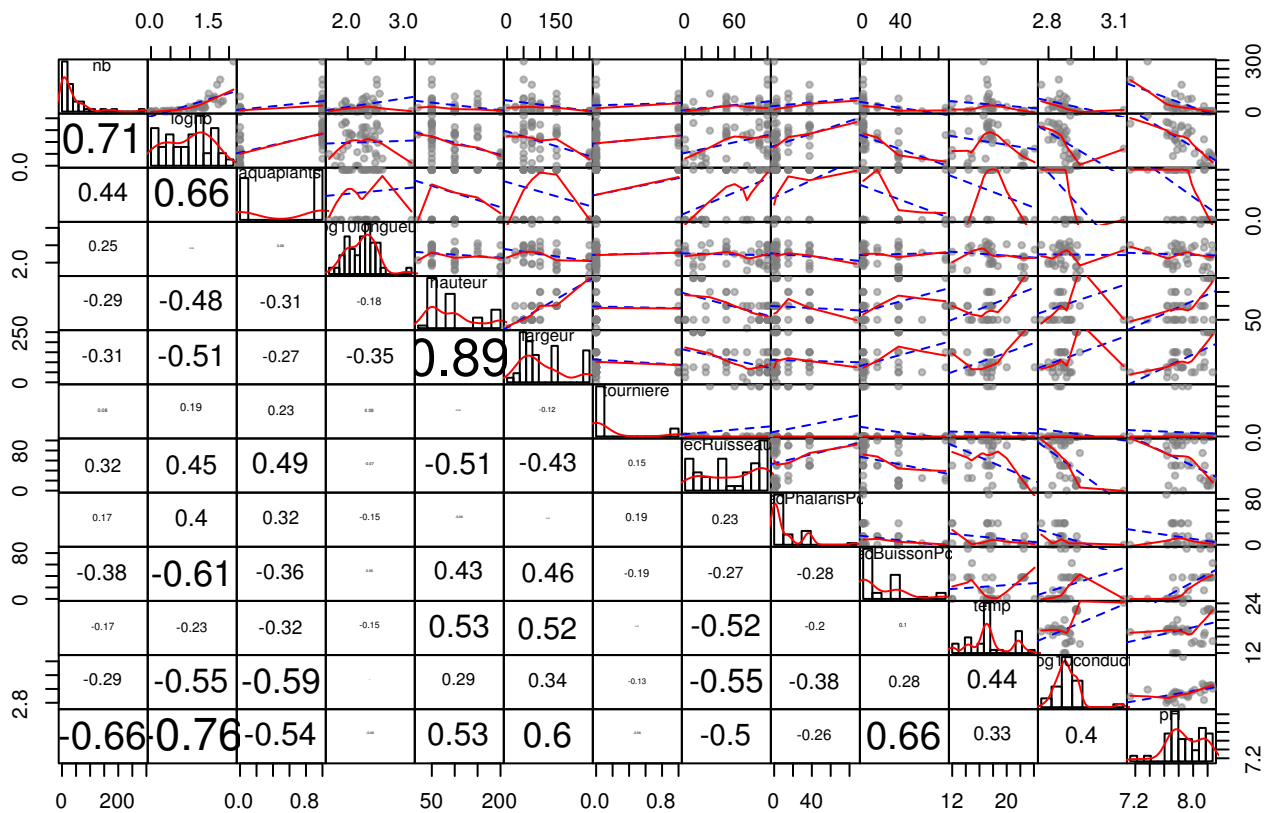 0.0 1.5 2.0 3.0 0 150 0 60 0 40 2.8 3.1
nb 0 300
0.71 0.0
0.44 0.66 aquaplants 0.0
0.25 2.0
-0.29 -0.48 -0.31 -0.18 hauteur 50
-0.31 -0.51 -0.27 -0.35 0.89 largeur 0 250
0.19 0.23 -0.12 tourniere 0.0
0.32 0.45 0.49 0.07 -0.51 -0.43 0.15 ecRuisseau 0 80
0.17 0.4 0.32 -0.15 0.19 0.23 0 80
-0.38 -0.61 -0.36 0.43 0.46 -0.19 -0.27 -0.28 0 80
-0.17 -0.23 -0.32 -0.15 0.53 0.52 -0.52 -0.2 0.1 temp 12 24
-0.29 -0.55 -0.59 0.29 0.34 -0.13 -0.55 -0.38 0.28 0.44 2.8
-0.66 -0.76 -0.54 0.53 0.6 -0.5 -0.26 0.66 0.33 0.4 7.2
0 200 0.0 0.8 50 200 0.0 0.8 0 40 12 20 7.2 8.0